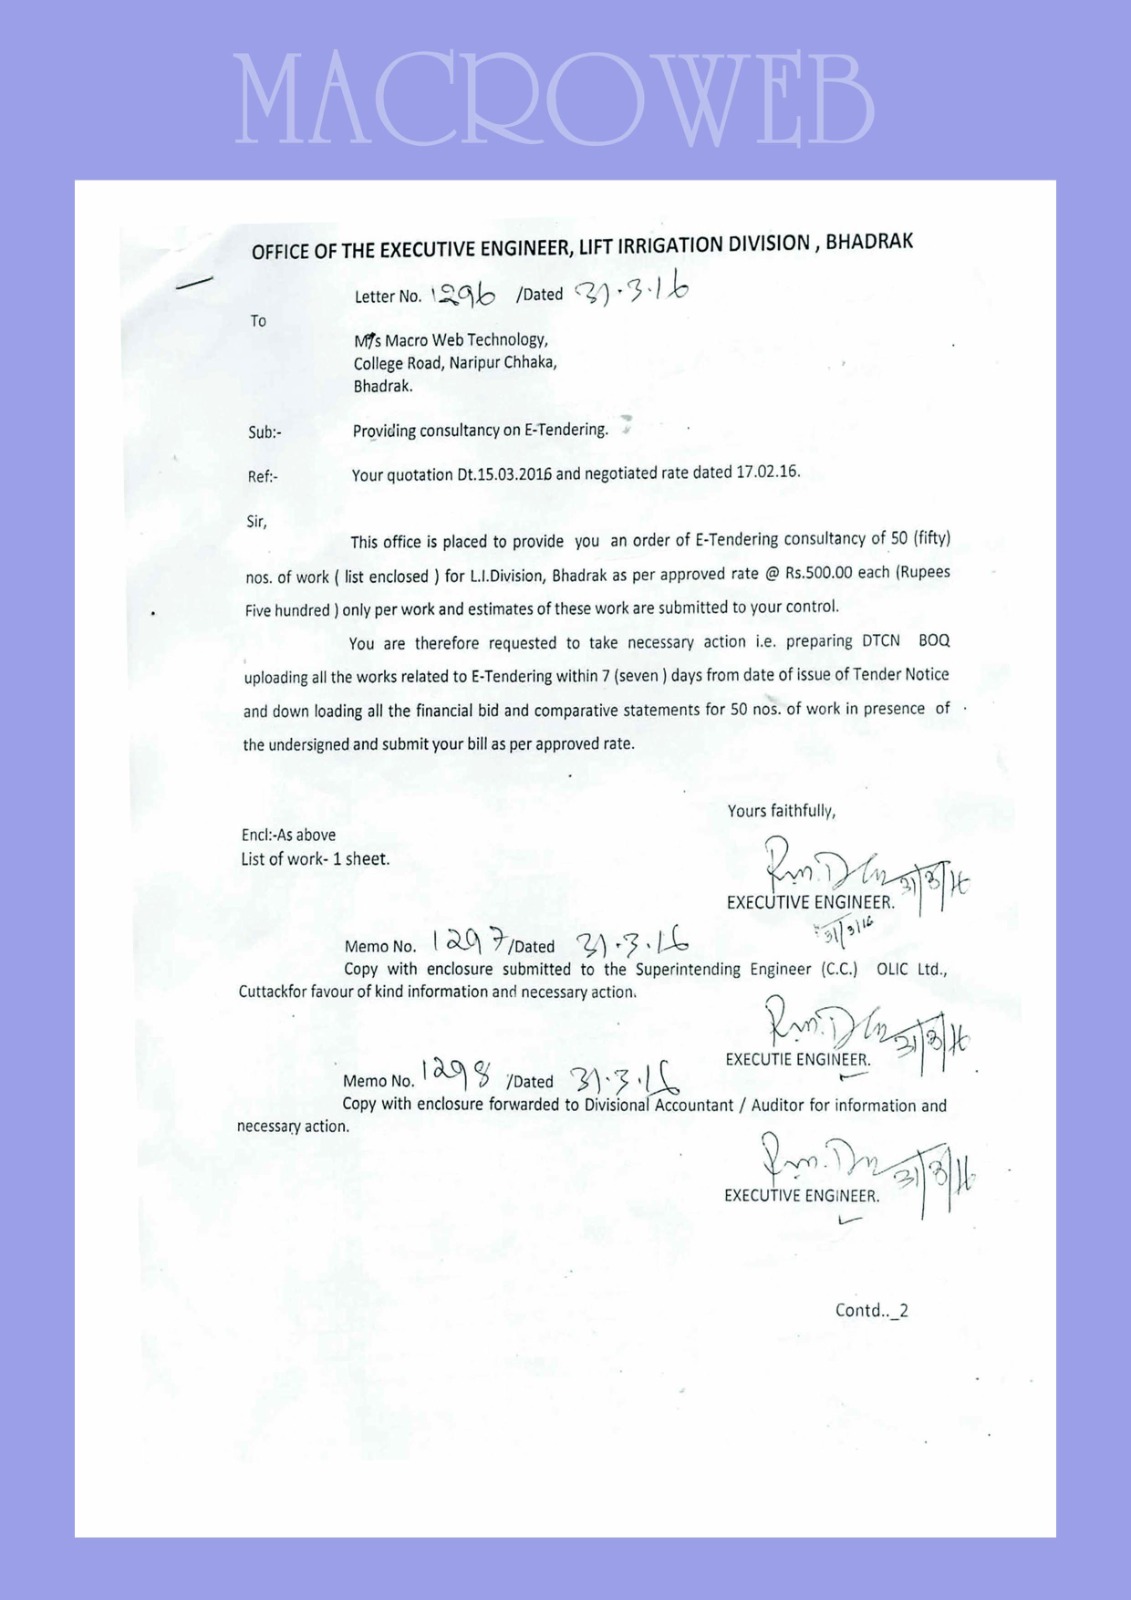 MACROWEB
OFFICE OF THE EXECUTIVE ENGINEER, LIFT IRRIGATION DIVISION , BHADRAK
Letter No. 1296 /Dated 31.3.16
To
M/s Macro Web Technology,
College Road, Naripur Chhaka,
Bhadrak.
Sub:- Providing consultancy on E-Tendering.
Ref:- Your quotation Dt.15.03.2016 and negotiated rate dated 17.02.16.
Sir,
This office is placed to provide you an order of E-Tendering consultancy of 50 (fifty)
nos. of work ( list enclosed ) for L.I.Division, Bhadrak as per approved rate @ Rs.500.00 each (Rupees
Five hundred ) only per work and estimates of these work are submitted to your control.
You are therefore requested to take necessary action i.e. preparing DTCN BOQ
uploading all the works related to E-Tendering within 7 (seven ) days from date of issue of Tender Notice
and down loading all the financial bid and comparative statements for 50 nos. of work in presence of
the undersigned and submit your bill as per approved rate.
Yours faithfully,
Encl:-As above
List of work- 1 sheet.
31/3/16
EXECUTIVE ENGINEER.
31/3/16
Memo No. 1297/Dated 31.3.16
Copy with enclosure submitted to the Superintending Engineer (C.C.) OLIC Ltd.,
Cuttackfor favour of kind information and necessary action.
31/3/16
EXECUTIE ENGINEER.
Memo No. 1298 /Dated 31.3.16
Copy with enclosure forwarded to Divisional Accountant / Auditor for information and
necessary action.
31/3/16
EXECUTIVE ENGINEER.
Contd.._2